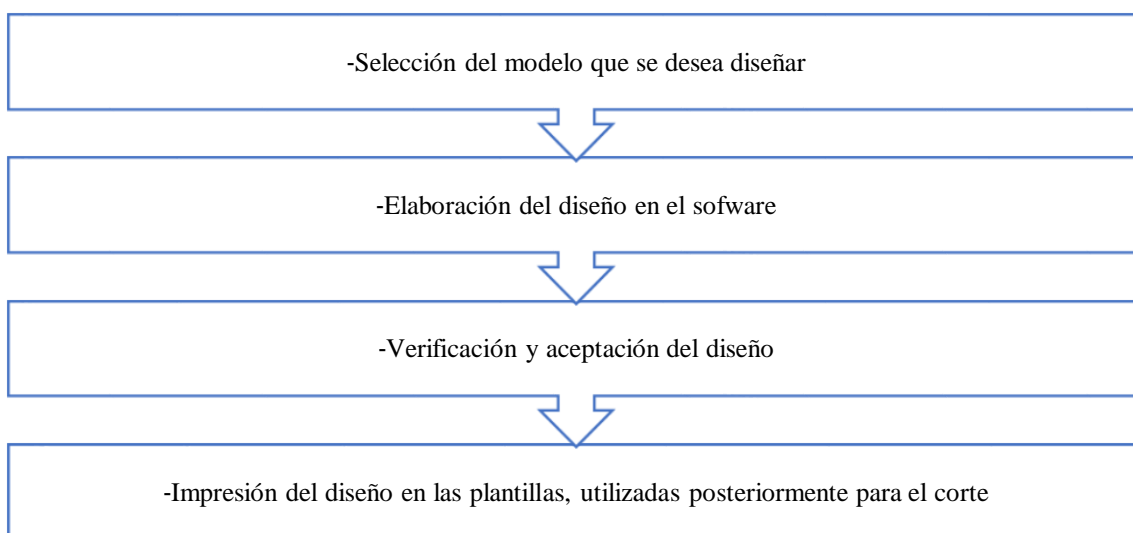 -Selección del modelo que se desea diseñar
-Elaboración del diseño en el sofware
-Verificación y aceptación del diseño
-Impresión del diseño en las plantillas, utilizadas posteriormente para el corte